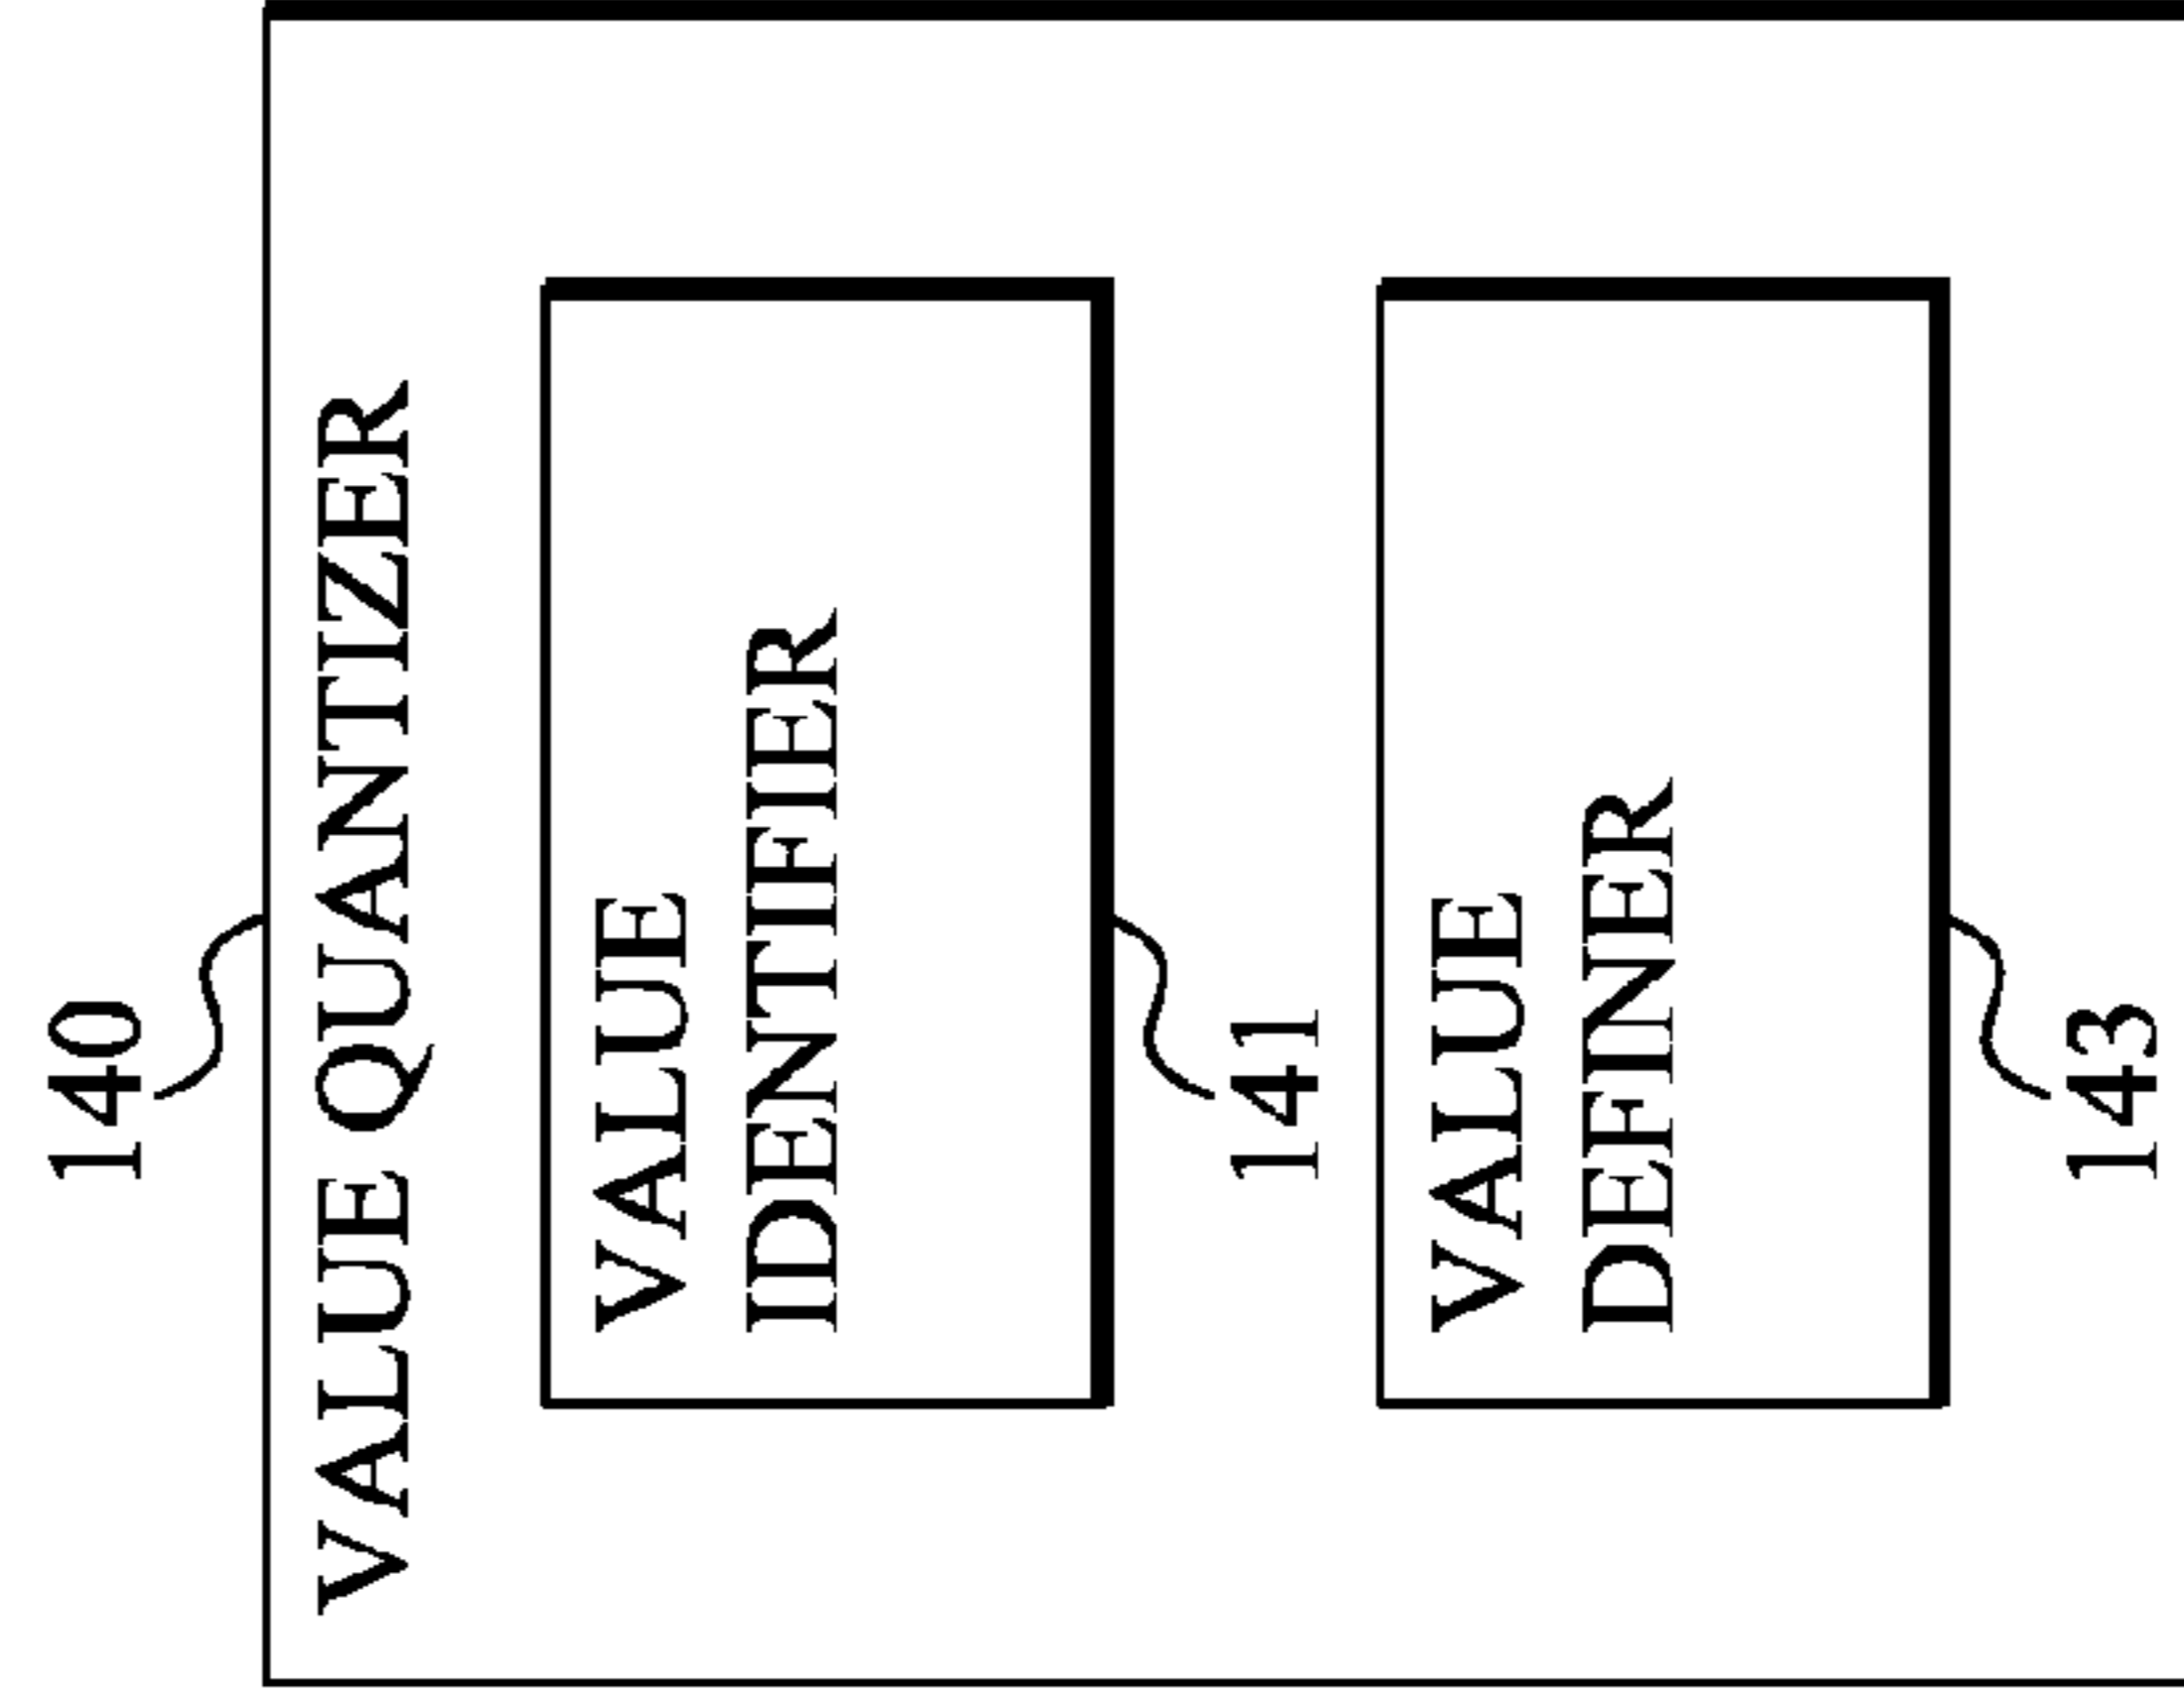 140
VALUE QUANTIZER
VALUE
IDENTIFIER
141
VALUE
DEFINER
143